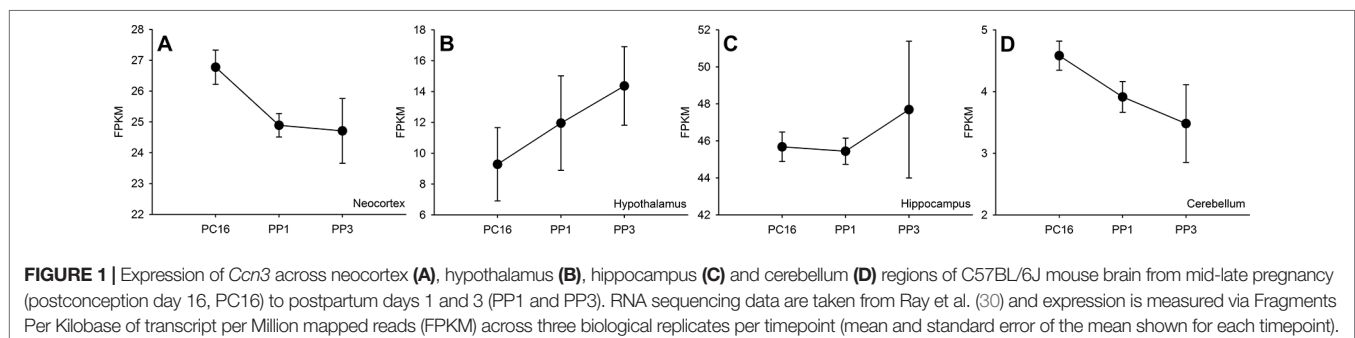 A
FPKM
28
27
26
25
24
23
22
PC16 PP1 PP3
Neocortex
B
FPKM
18
16
14
12
10
8
6
PC16 PP1 PP3
Hypothalamus
C
FPKM
52
50
48
46
44
42
PC16 PP1 PP3
Hippocampus
D
FPKM
5
4
3
2
PC16 PP1 PP3
Cerebellum
FIGURE 1 | Expression of Ccn3 across neocortex (A), hypothalamus (B), hippocampus (C) and cerebellum (D) regions of C57BL/6J mouse brain from mid-late pregnancy
(postconception day 16, PC16) to postpartum days 1 and 3 (PP1 and PP3). RNA sequencing data are taken from Ray et al. (30) and expression is measured via Fragments
Per Kilobase of transcript per Million mapped reads (FPKM) across three biological replicates per timepoint (mean and standard error of the mean shown for each timepoint).